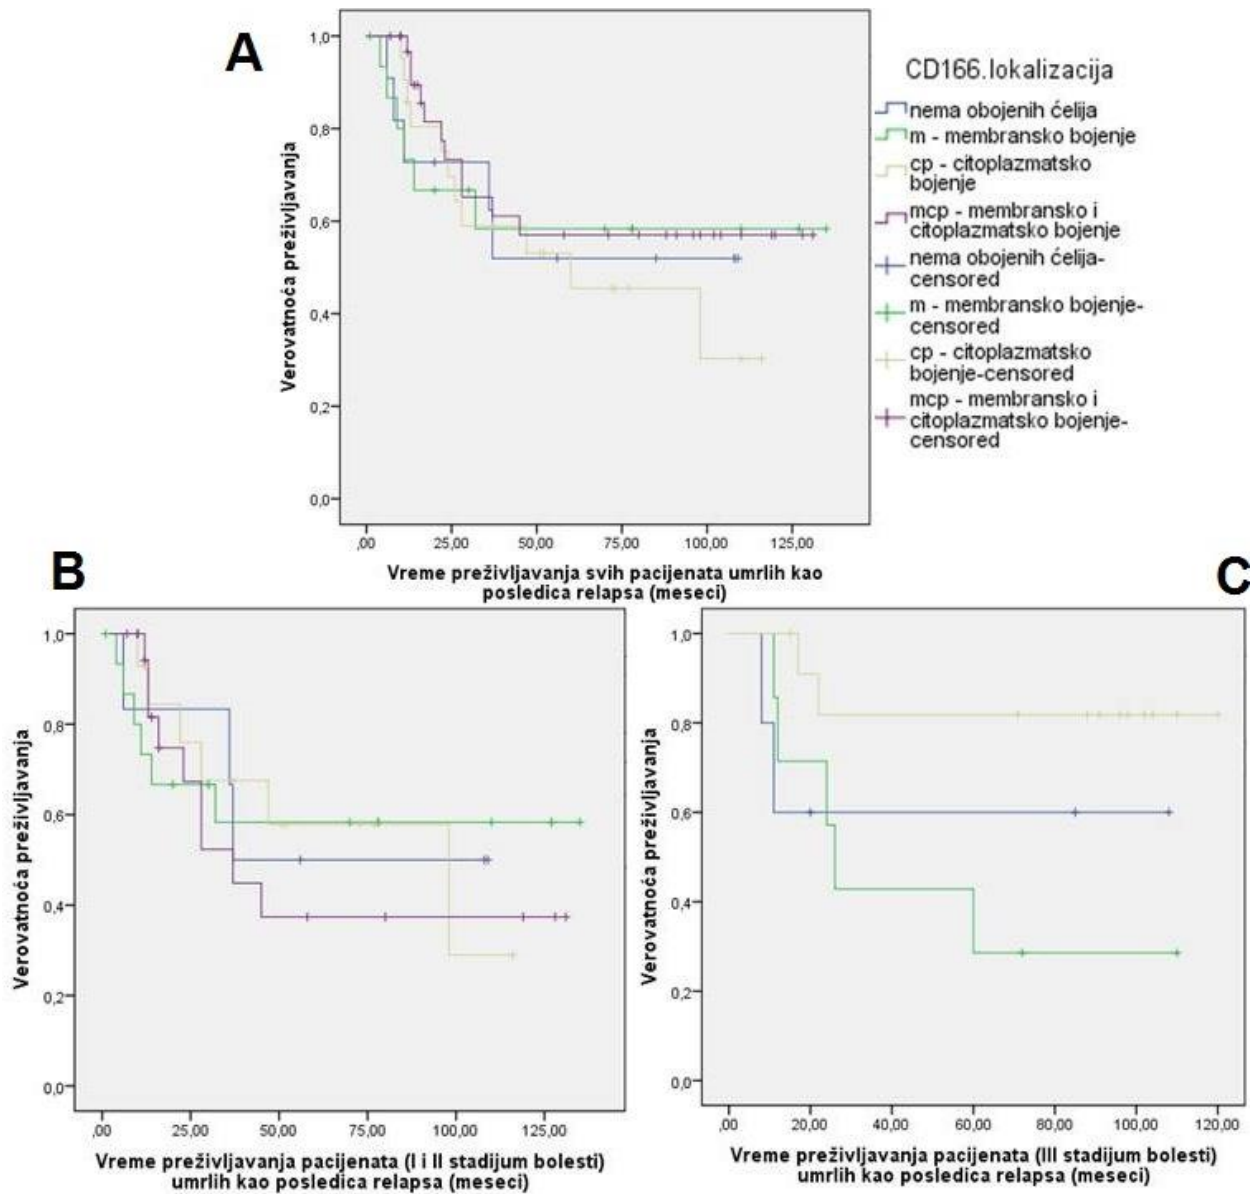 A
Verovatnoća preživljavanja
1,0
0,8
0,6
0,4
0,2
0,0
,00 25,00 50,00 75,00 100,00 125,00
Vreme preživljavanja svih pacijenata umrlih kao
posledica relapsa (meseci)
CD166.lokalizacija
nema obojenih ćelija
m - membransko bojenje
cp - citoplazmatsko
bojenje
mcp - membransko i
citoplazmatsko bojenje
nema obojenih ćelija-
censored
m - membransko bojenje-
censored
cp - citoplazmatsko
bojenje-censored
mcp - membransko i
citoplazmatsko bojenje-
censored
B
Verovatnoća preživljavanja
1,0
0,8
0,6
0,4
0,2
0,0
,00 25,00 50,00 75,00 100,00 125,00
Vreme preživljavanja pacijenata (I i II stadijum bolesti)
umrlih kao posledica relapsa (meseci)
C
Verovatnoća preživljavanja
1,0
0,8
0,6
0,4
0,2
0,0
,00 20,00 40,00 60,00 80,00 100,00 120,00
Vreme preživljavanja pacijenata (III stadijum bolesti)
umrlih kao posledica relapsa (meseci)